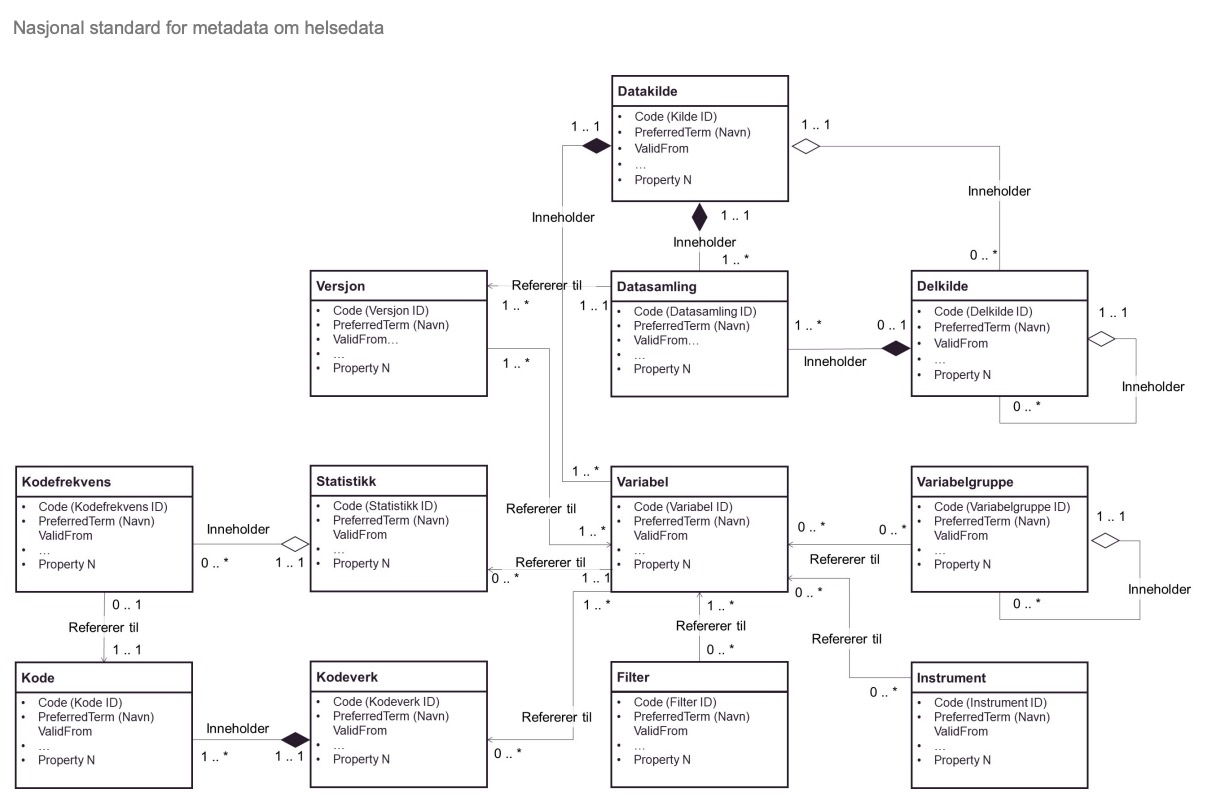 Nasjonal standard for metadata om helsedata
Datakilde
• Code (Kilde ID)
• PreferredTerm (Navn)
• ValidFrom
• ...
• Property N
1 .. 1
1 .. 1
Inneholder
1 .. 1
Inneholder
1 .. *
Inneholder
0 .. *
Versjon
• Code (Versjon ID)
• PreferredTerm (Navn)
• ValidFrom…
• ...
• Property N
Refererer til
1 .. *
1 .. 1
1 .. *
Datasamling
• Code (Datasamling ID)
• PreferredTerm (Navn)
• ValidFrom…
• ...
• Property N
1 .. *
0 .. 1
Inneholder
Delkilde
• Code (Delkilde ID)
• PreferredTerm (Navn)
• ValidFrom
• ...
• Property N
1 .. 1
Inneholder
0 .. *
Kodefrekvens
• Code (Kodefrekvens ID)
• PreferredTerm (Navn)
ValidFrom
• ...
• Property N
Inneholder
0 .. *
1 .. 1
Statistikk
• Code (Statistikk ID)
• PreferredTerm (Navn)
ValidFrom
• ...
• Property N
1 .. *
Refererer til
1 .. *
Refererer til
0 .. *
1 .. 1
1 .. *
Variabel
• Code (Variabel ID)
• PreferredTerm (Navn)
ValidFrom
• ...
• Property N
0 .. *
0 .. *
Refererer til
0 .. *
Variabelgruppe
• Code (Variabelgruppe ID)
• PreferredTerm (Navn)
ValidFrom
• ...
• Property N
1 .. 1
Inneholder
0 .. *
0 .. 1
Refererer til
1 .. 1
1 .. *
Refererer til
0 .. *
Refererer til
0 .. *
Kode
• Code (Kode ID)
• PreferredTerm (Navn)
ValidFrom
• ...
• Property N
Inneholder
1 .. *
1 .. 1
Kodeverk
• Code (Kodeverk ID)
• PreferredTerm (Navn)
ValidFrom
• ...
• Property N
Refererer til
0 .. *
Filter
• Code (Filter ID)
• PreferredTerm (Navn)
ValidFrom
• ...
• Property N
Instrument
• Code (Instrument ID)
• PreferredTerm (Navn)
ValidFrom
• ...
• Property N